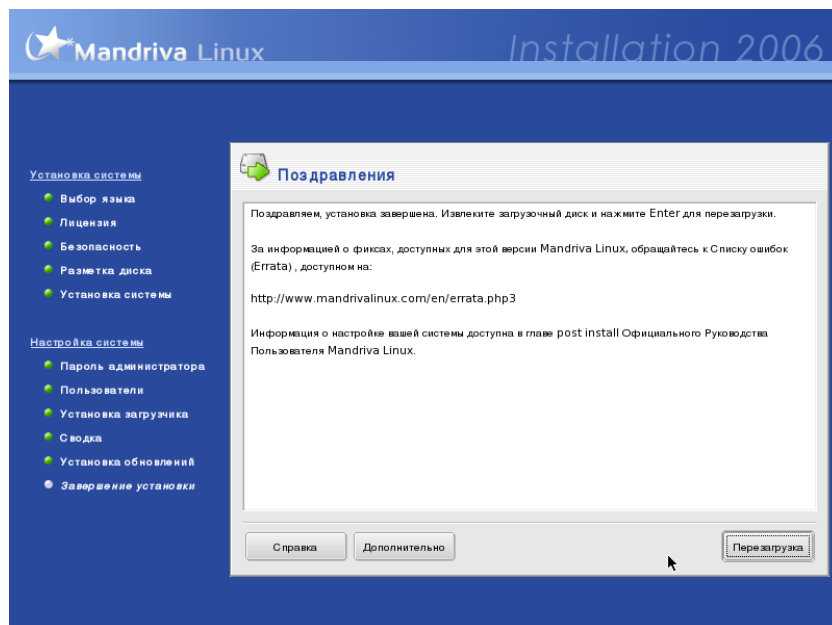 Mandriva Linux
Installation 2006
Установка системы
Выбор языка
Лицензия
Безопасность
Разметка диска
Установка системы
Настройка системы
Пароль администратора
Пользователи
Установка загрузчика
Сводка
Установка обновлений
Завершение установки
Поздравления
Поздравляем, установка завершена. Извлеките загрузочный диск и нажмите Enter для перезагрузки.
За информацией о фиксах, доступных для этой версии Mandriva Linux, обращайтесь к Списку ошибок
(Errata) , доступном на:
http://www.mandrivalinux.com/en/errata.php3
Информация о настройке вашей системы доступна в главе post install Официального Руководства
Пользователя Mandriva Linux.
Справка
Дополнительно
Перезагрузка